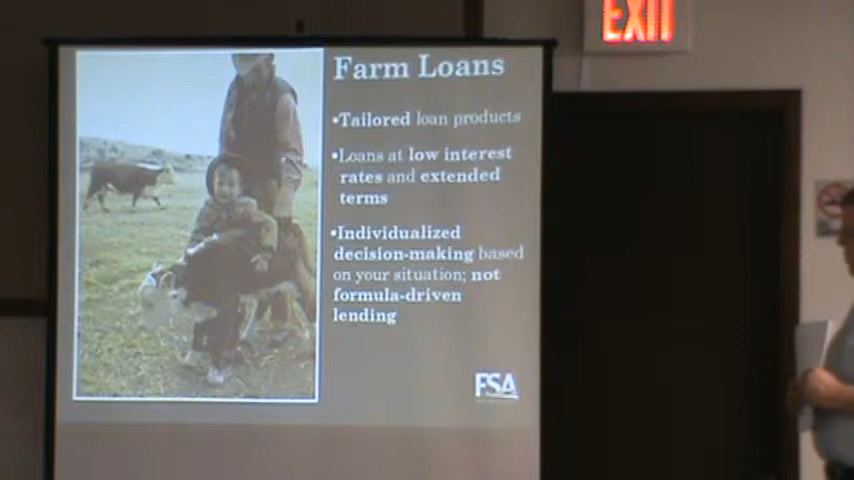 EXIT
Farm Loans
•Tailored loan products
•Loans at low interest
rates and extended
terms
•Individualized
decision-making based
on your situation; not
formula-driven
lending
FSA